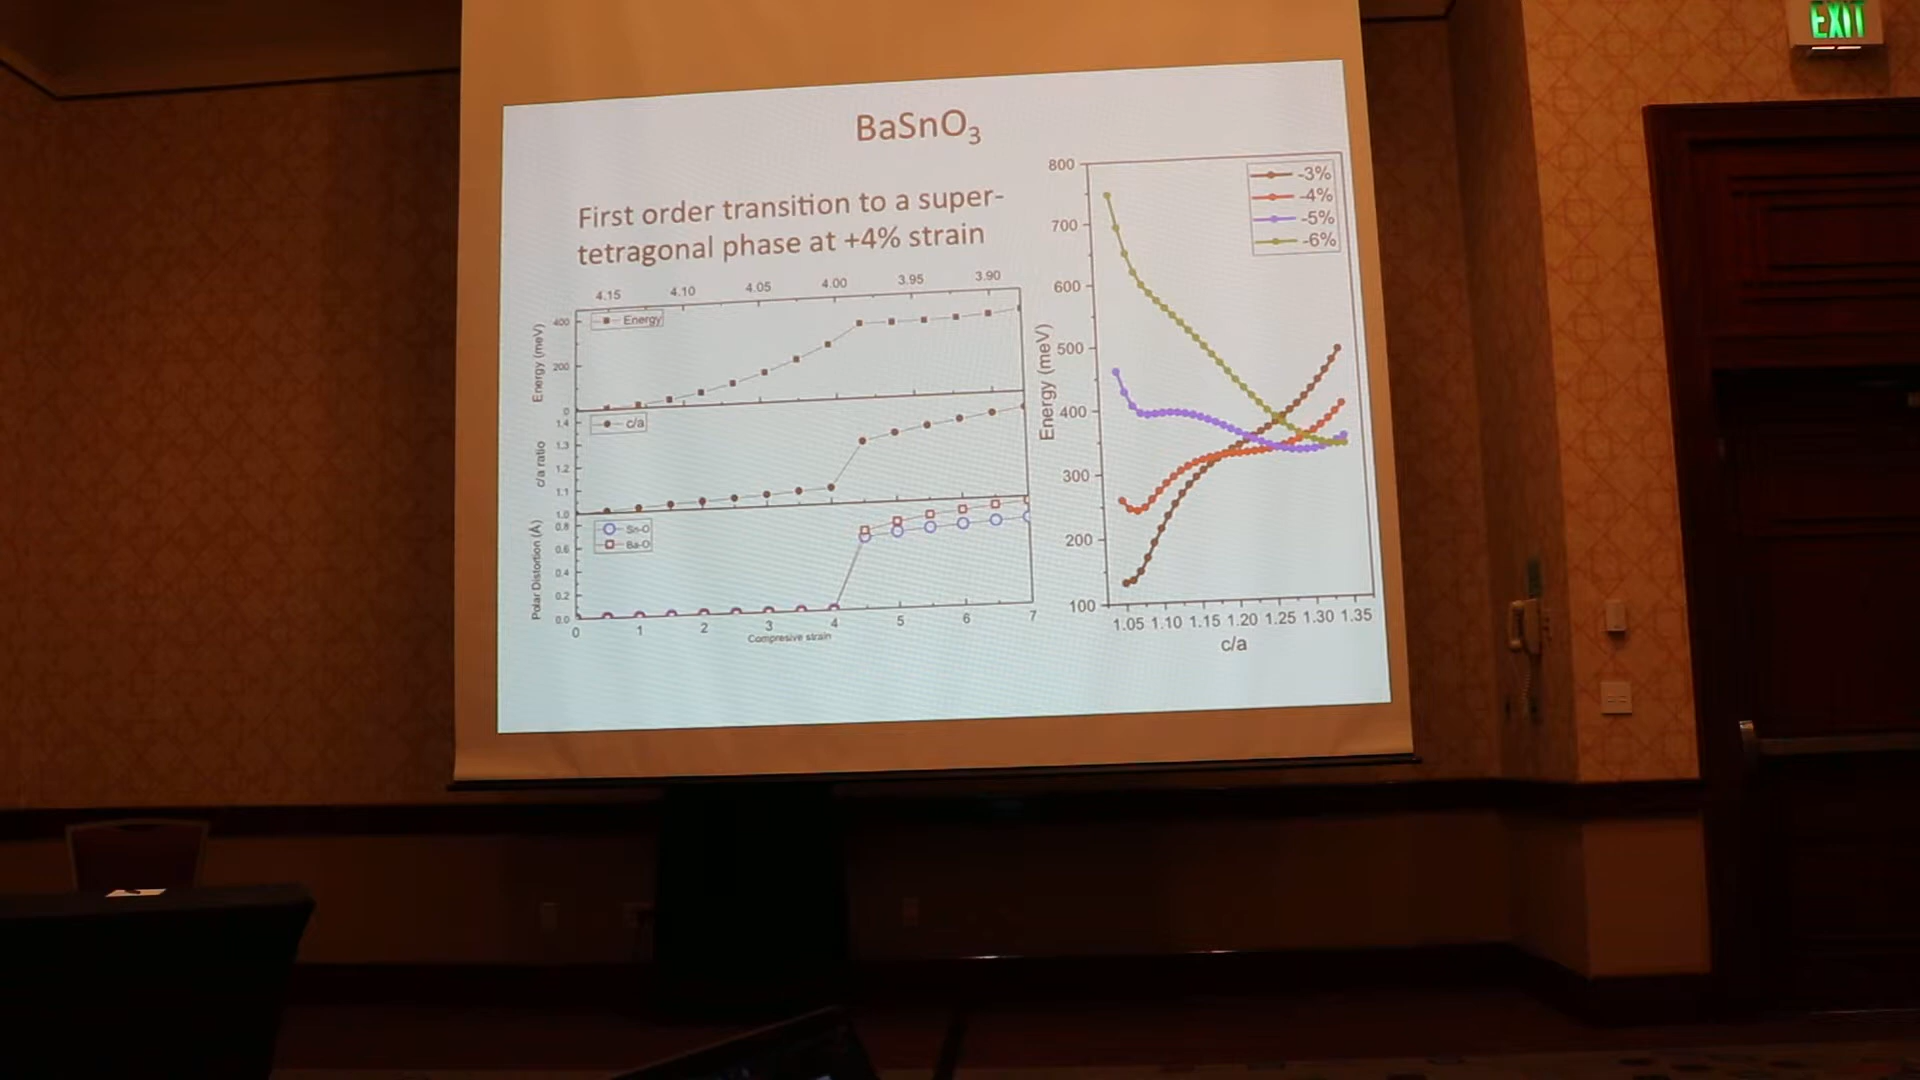 EXIT
BaSnO₃
First order transition to a super-
tetragonal phase at +4% strain
4.15 4.10 4.05 4.00 3.95 3.90
Energy
Energy (meV)
400
200
0
c/a
c/a ratio
1.4
1.3
1.2
1.1
1.0
Sn-O
Ba-O
Polar Distortion (Å)
0.8
0.6
0.4
0.2
0.0
0 1 2 3 4 5 6 7
Compresive strain
-3%
-4%
-5%
-6%
Energy (meV)
800
700
600
500
400
300
200
100
1.05 1.10 1.15 1.20 1.25 1.30 1.35
c/a